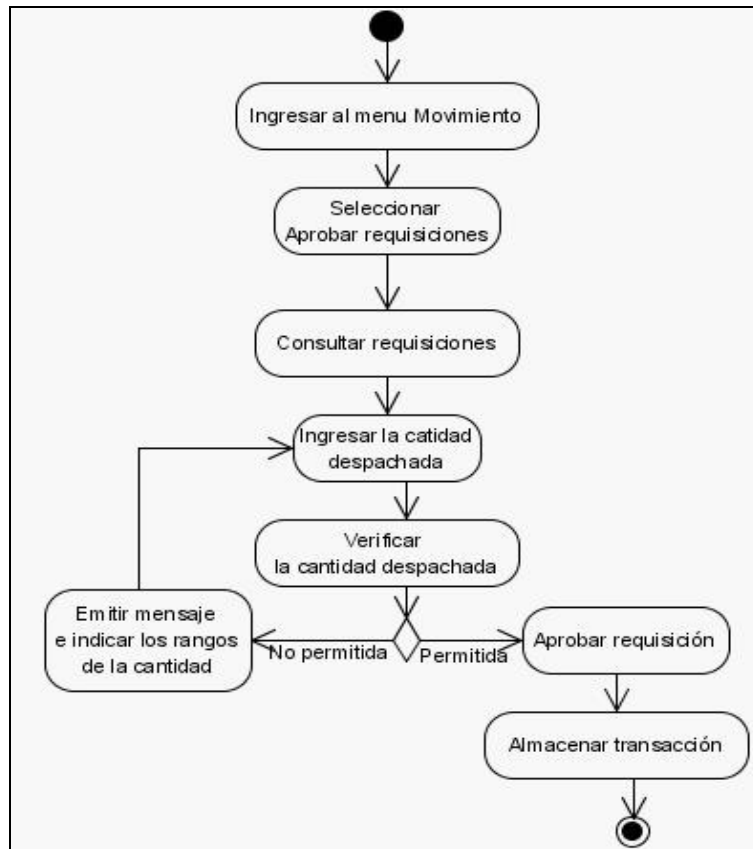 Ingresar al menu Movimiento
Seleccionar
Aprobar requisiciones
Consultar requisiciones
Ingresar la catidad
despachada
Verificar
la cantidad despachada
Emitir mensaje
e indicar los rangos
de la cantidad
No permitida
Permitida
Aprobar requisición
Almacenar transacción